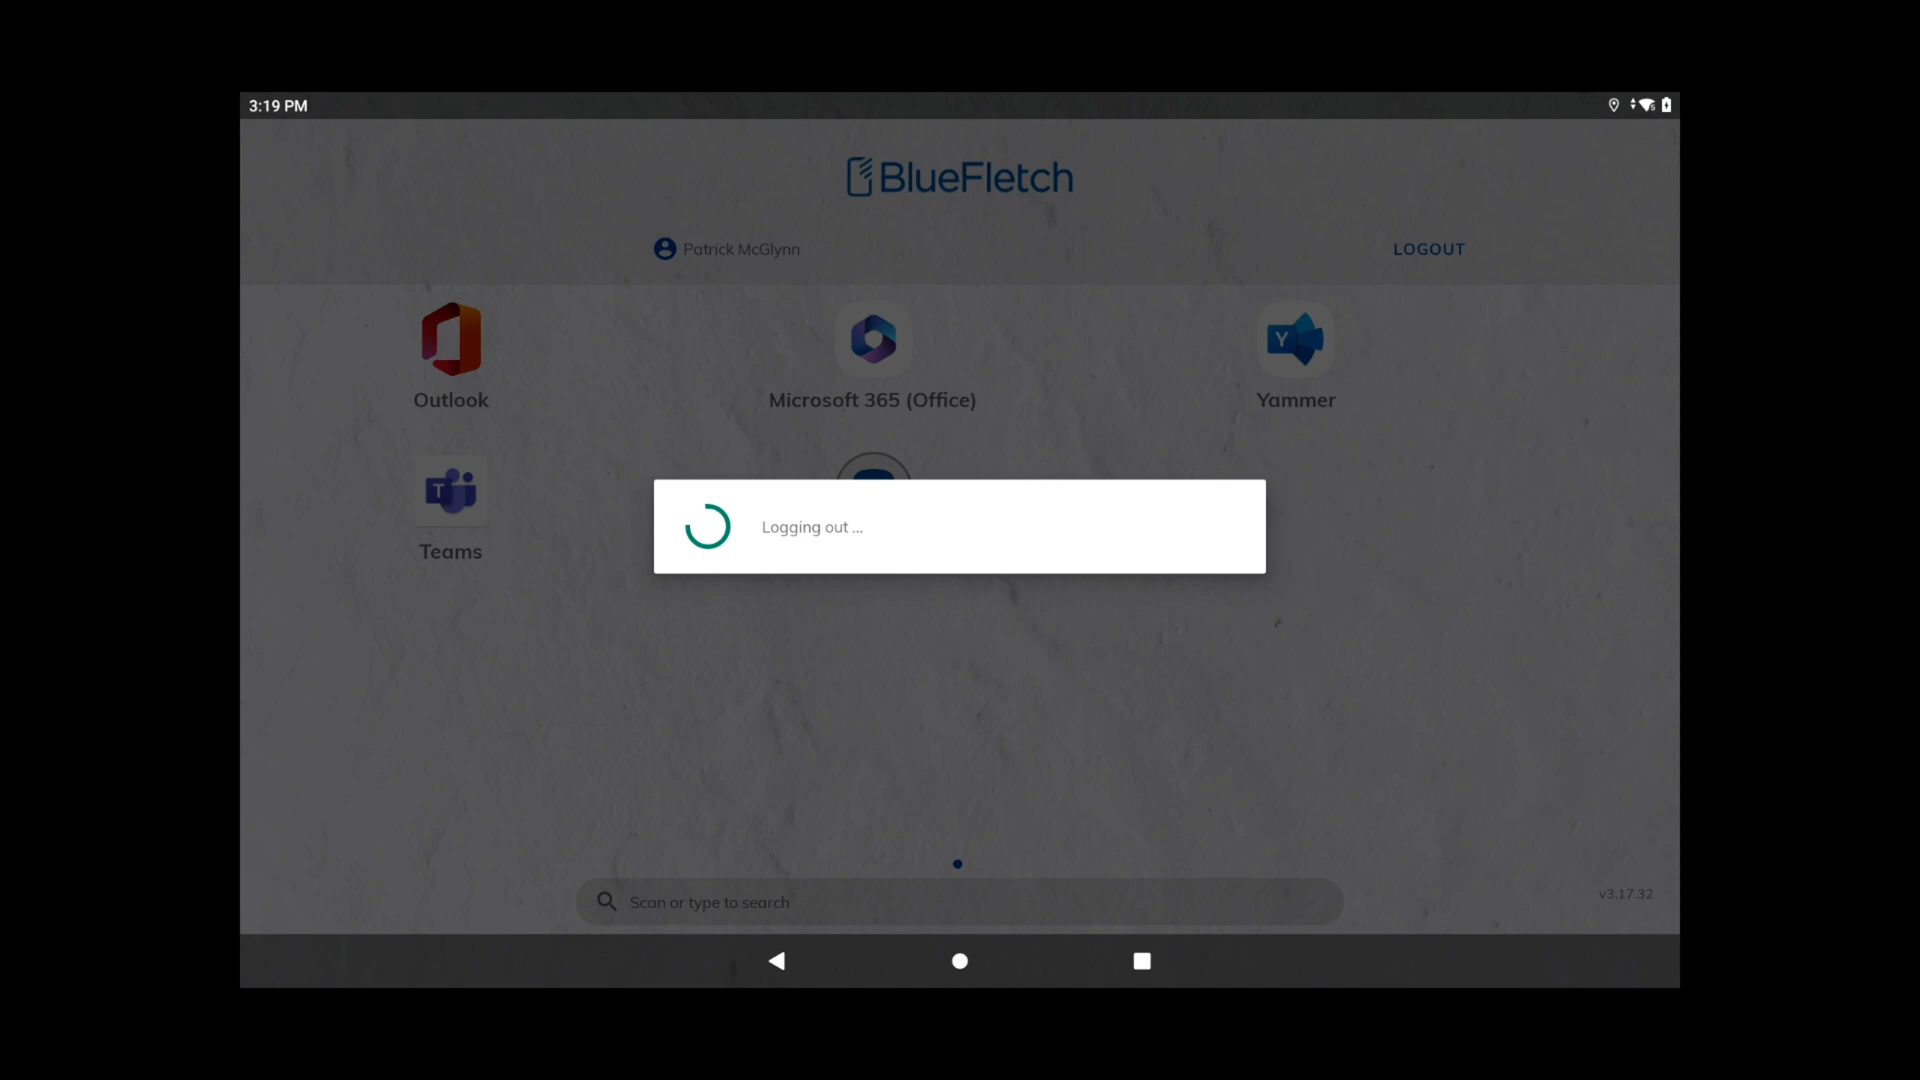 3:19 PM
BlueFletch
Patrick McGlynn
LOGOUT
Outlook
Microsoft 365 (Office)
Y
Yammer
T
Teams
Logging out ...
Scan or type to search
v3.17.32